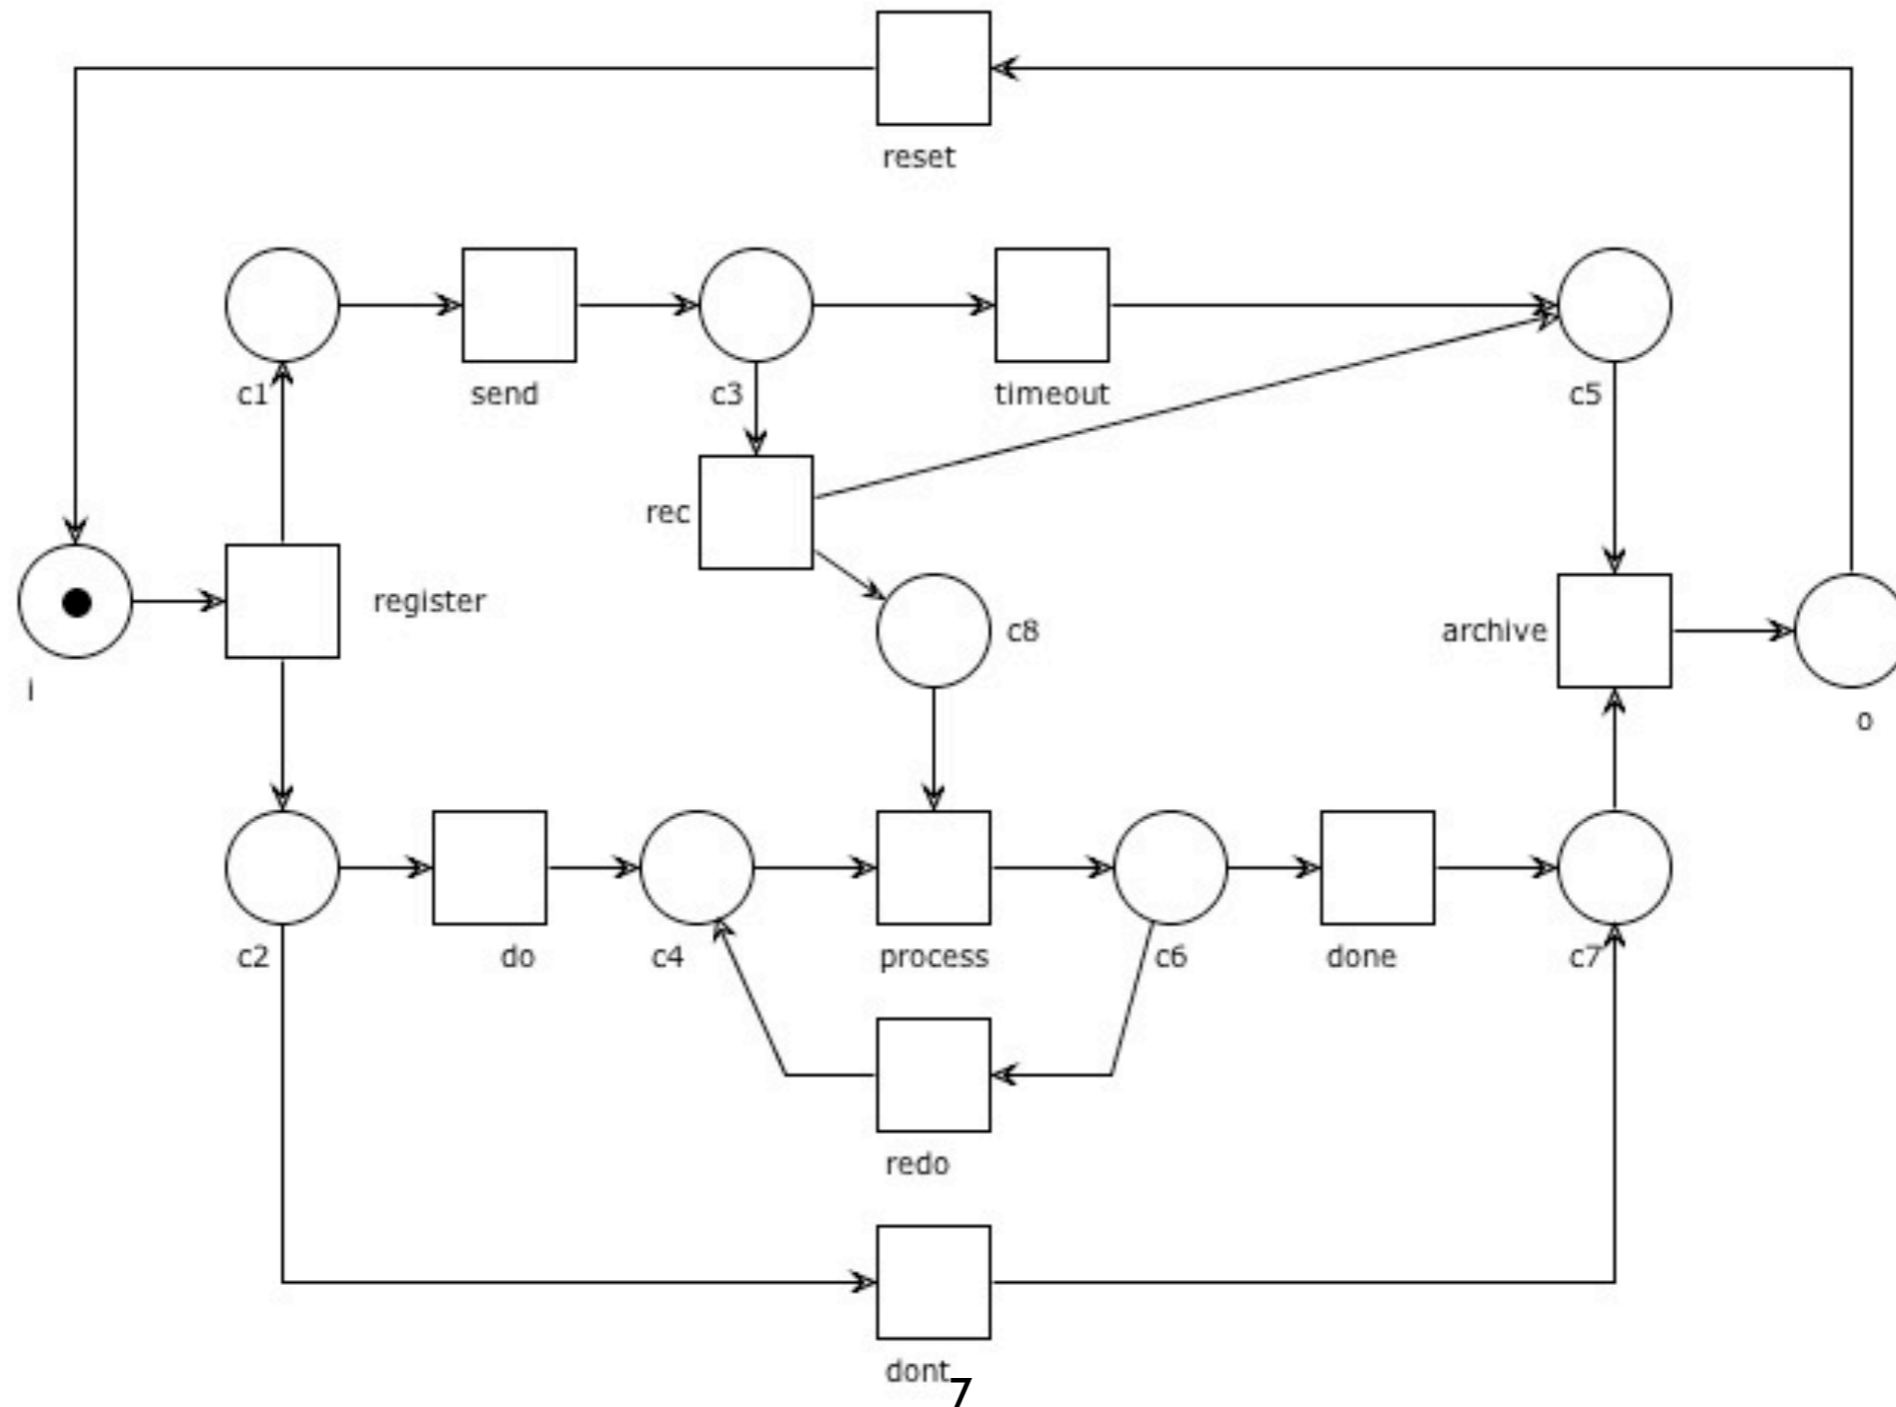 reset
c1
send
c3
timeout
c5
rec
register
c8
archive
i
o
c2
do
c4
process
c6
done
c7
redo
dont
7